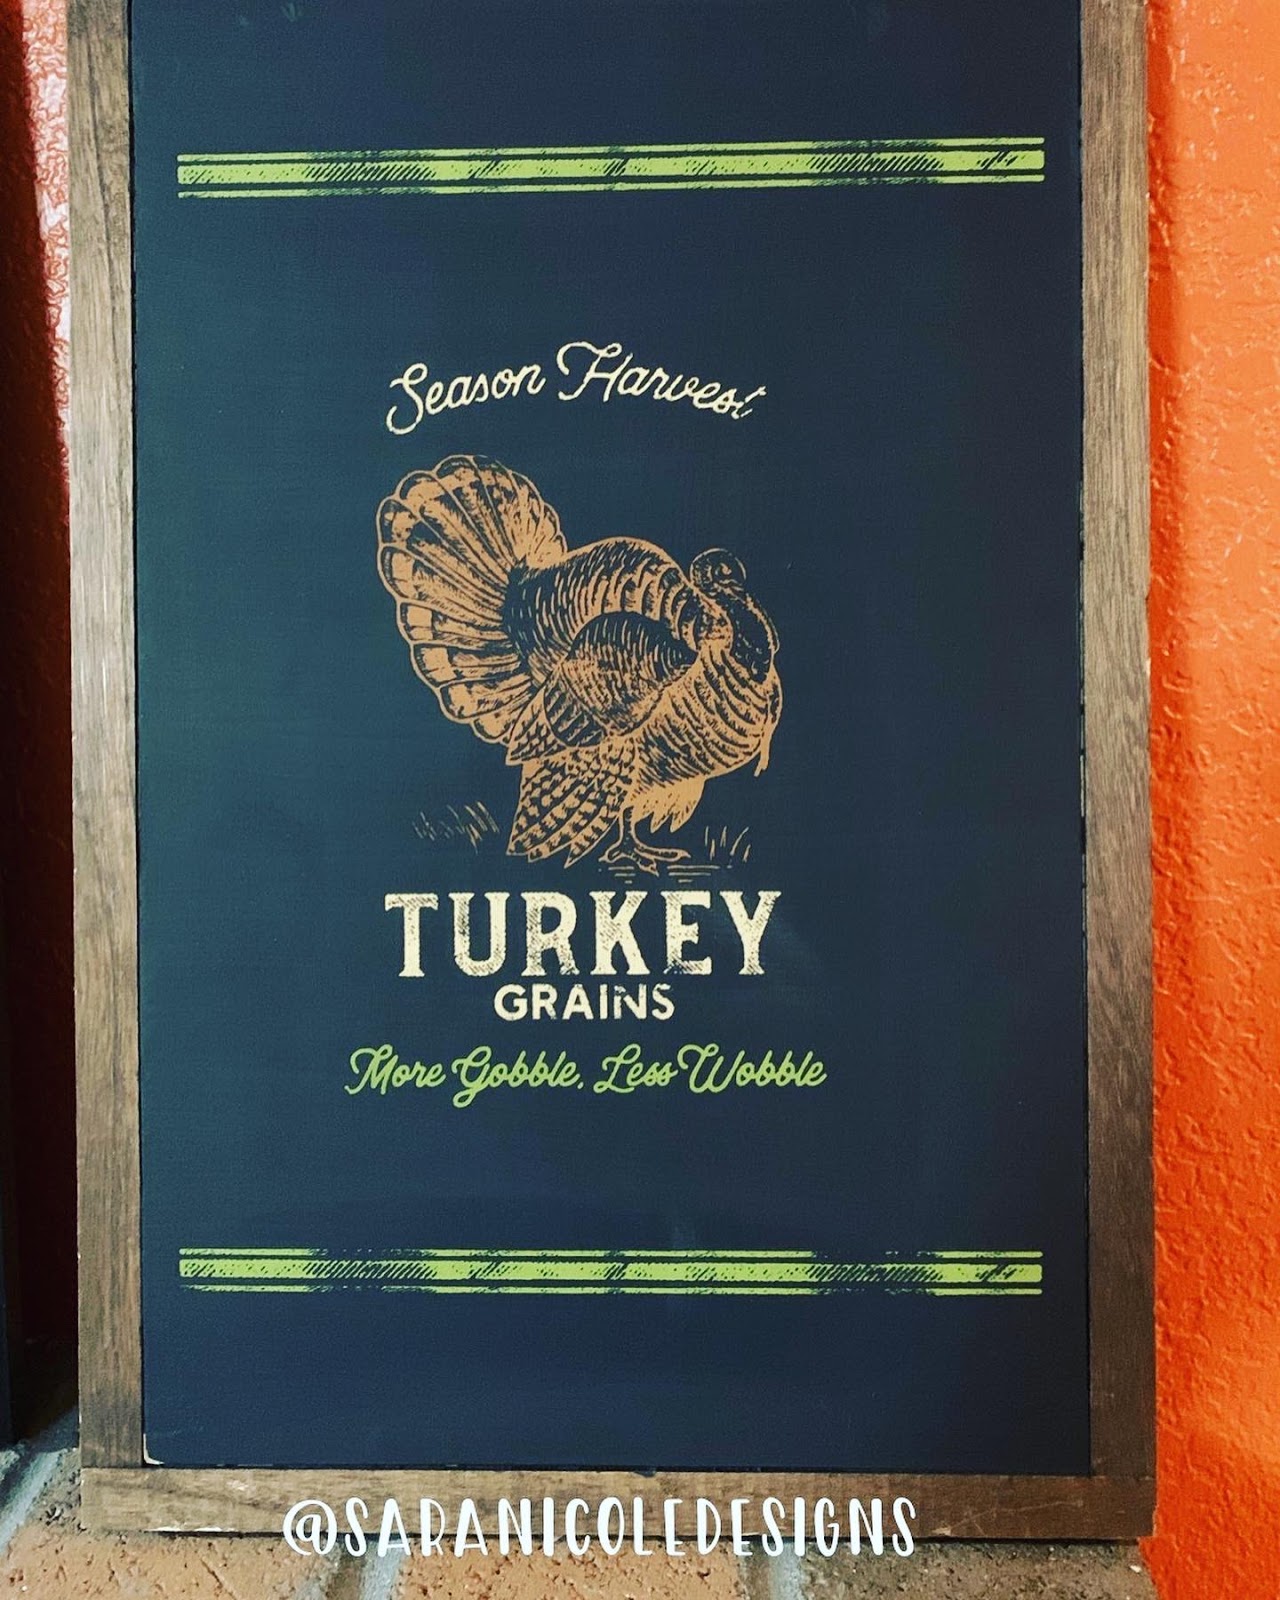 Season Harvest
TURKEY
GRAINS
More Gobble, Less Wobble
@SARANICOLEDESIGNS